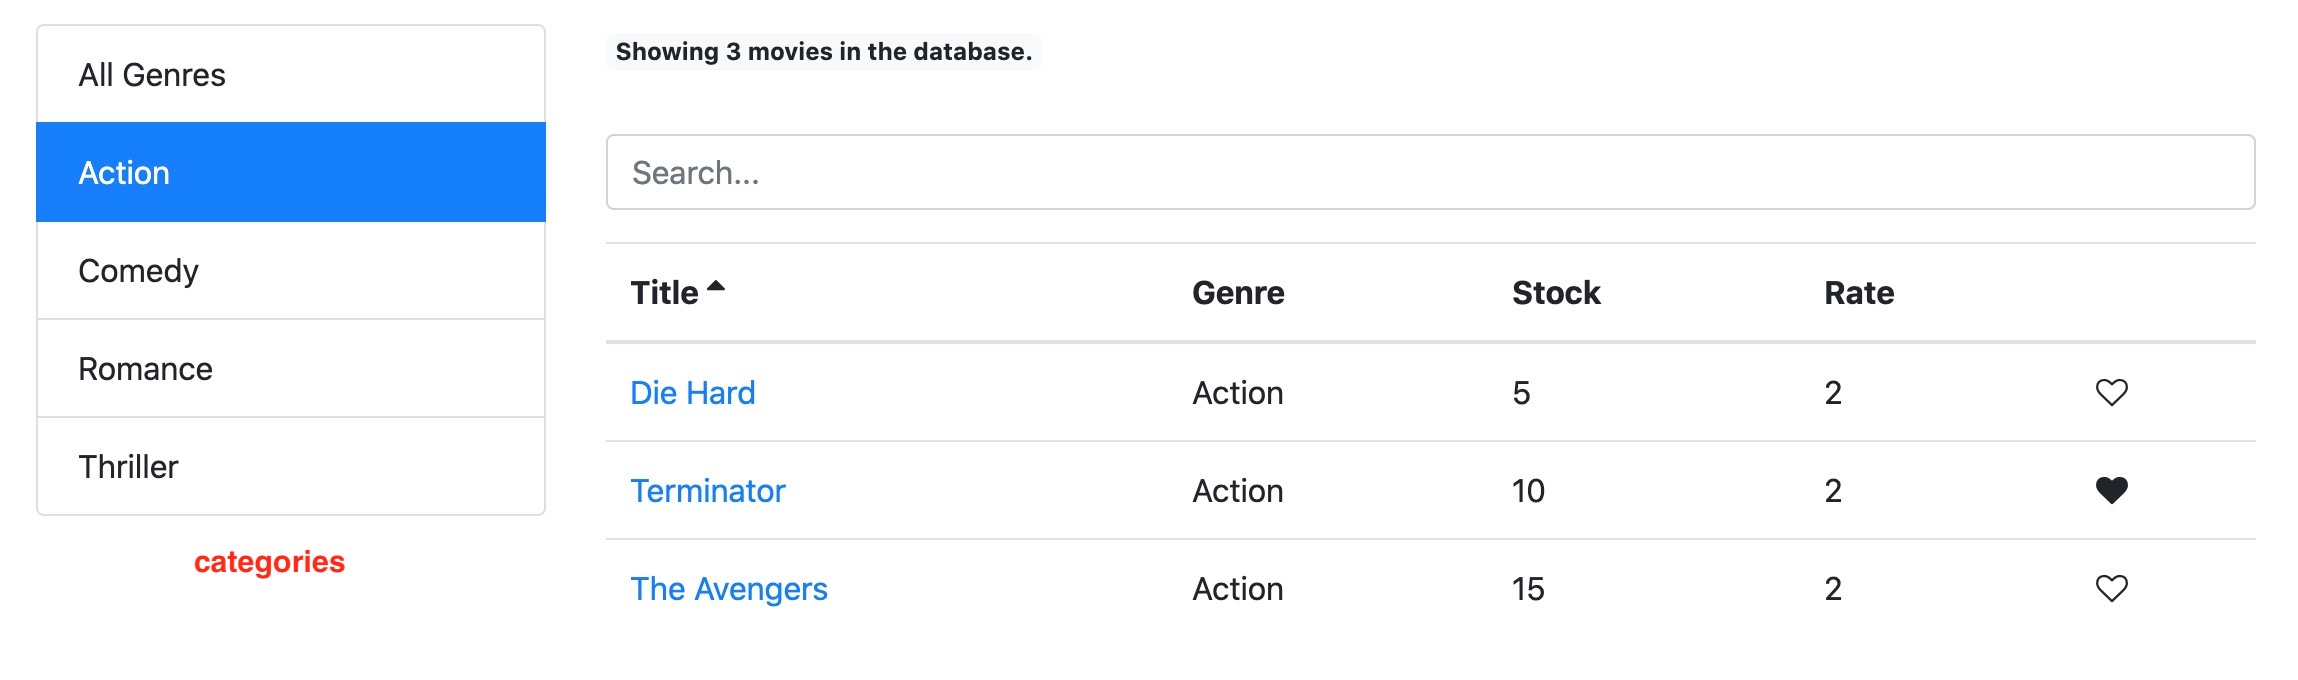 All Genres
Action
Comedy
Romance
Thriller
categories
Showing 3 movies in the database.
Search...
Title Genre Stock Rate
Die Hard Action 5 2
Terminator Action 10 2
The Avengers Action 15 2